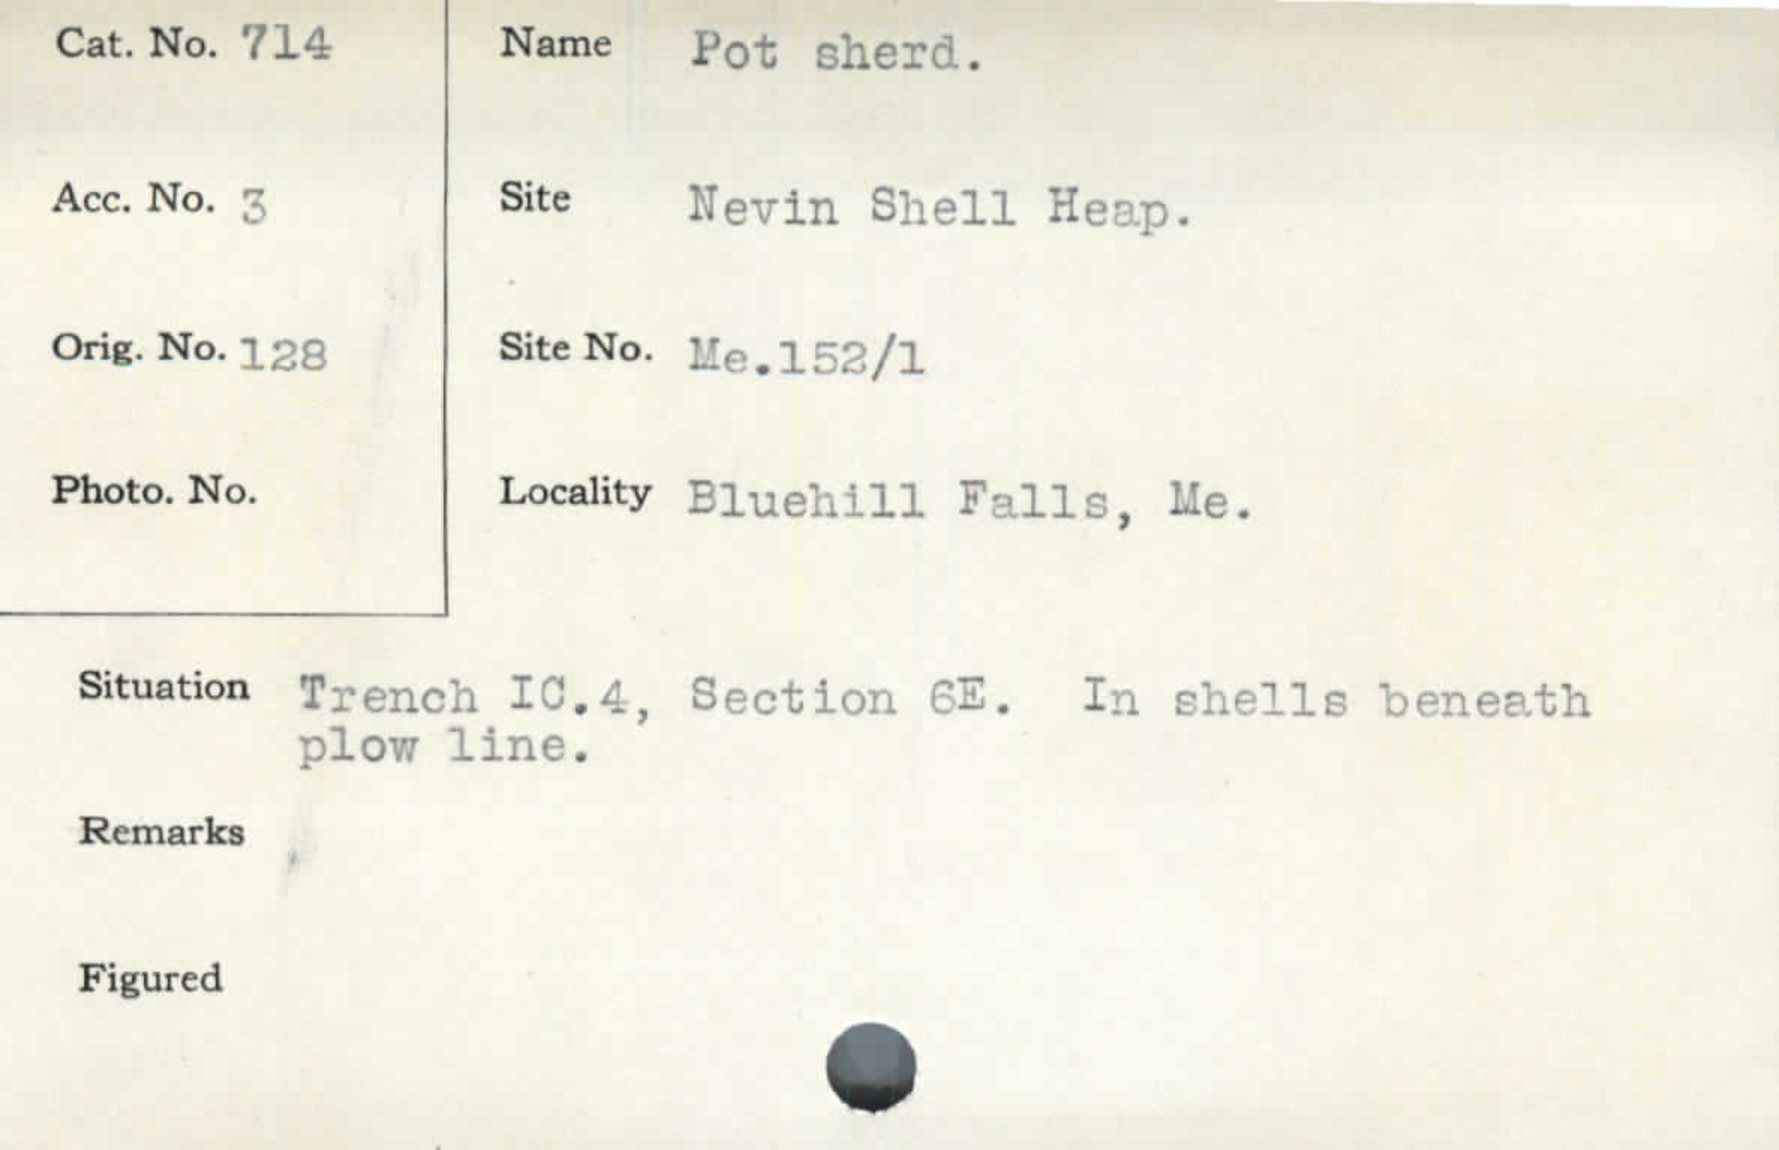 Cat. No. 714
Name Pot sherd.
Acc. No. 3
Site Nevin Shell Heap.
Orig. No. 128
Site No. Me.152/1
Photo. No.
Locality Bluehill Falls, Me.
Situation Trench IC.4, Section 6E. In shells beneath
plow line.
Remarks
Figured